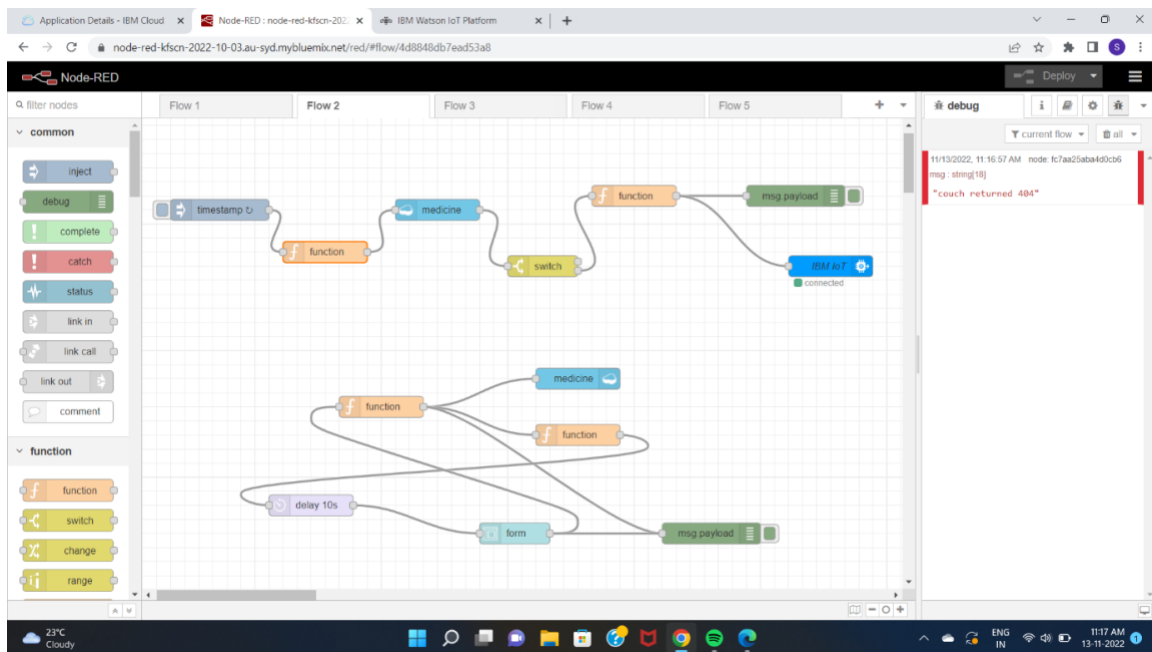 Application Details - IBM Cloud
Node-RED : node-red-kfscn-202
IBM Watson IoT Platform
node-red-kfscn-2022-10-03.au-syd.mybluemix.net/red/#flow/4d8848db7ead53a8
S
Node-RED
Deploy
filter nodes
Flow 1
Flow 2
Flow 3
Flow 4
Flow 5
debug
i
common
current flow
all
inject
debug
complete
catch
status
link in
link call
link out
comment
function
function
switch
change
range
11/13/2022, 11:16:57 AM node: fc7aa25aba4d0cb6
msg : string[18]
"couch returned 404"
timestamp ↻
function
medicine
switch
function
msg.payload
IBM IoT
connected
medicine
function
function
delay 10s
form
msg.payload
23°C
Cloudy
ENG
IN
11:17 AM
13-11-2022
1